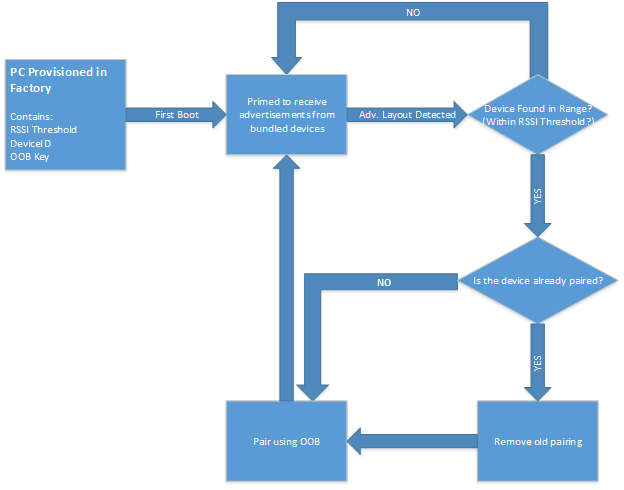 NO
PC Provisioned in
Factory
Contains:
RSSI Threshold
DeviceID
OOB Key
First Boot
Primed to receive
advertisements from
bundled devices
Adv. Layout Detected
Device Found in Range?
(Within RSSI Threshold?)
YES
Is the device already paired?
NO
YES
Pair using OOB
Remove old pairing